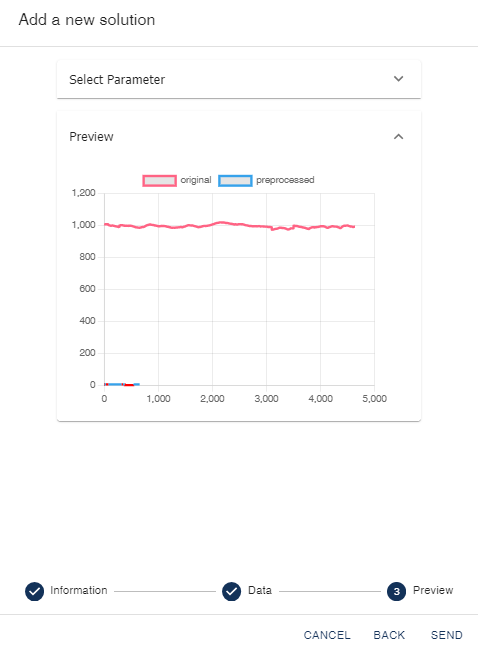 Add a new solution
Select Parameter
Preview
original preprocessed
1,200
1,000
800
600
400
200
0
0 1,000 2,000 3,000 4,000 5,000
Information Data 3 Preview
CANCEL BACK SEND